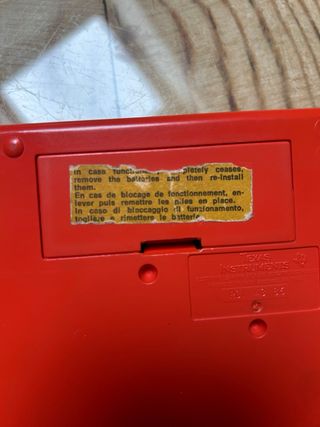 In case function pletely ceases,
remove the batteries and then re-install
them.
En cas de blocage de fonctionnement, en-
lever puis remettre les piles en place.
In caso di bloccaggio di funzionamento,
togliere e rimettere le batterie
TEXAS
INSTRUMENTS